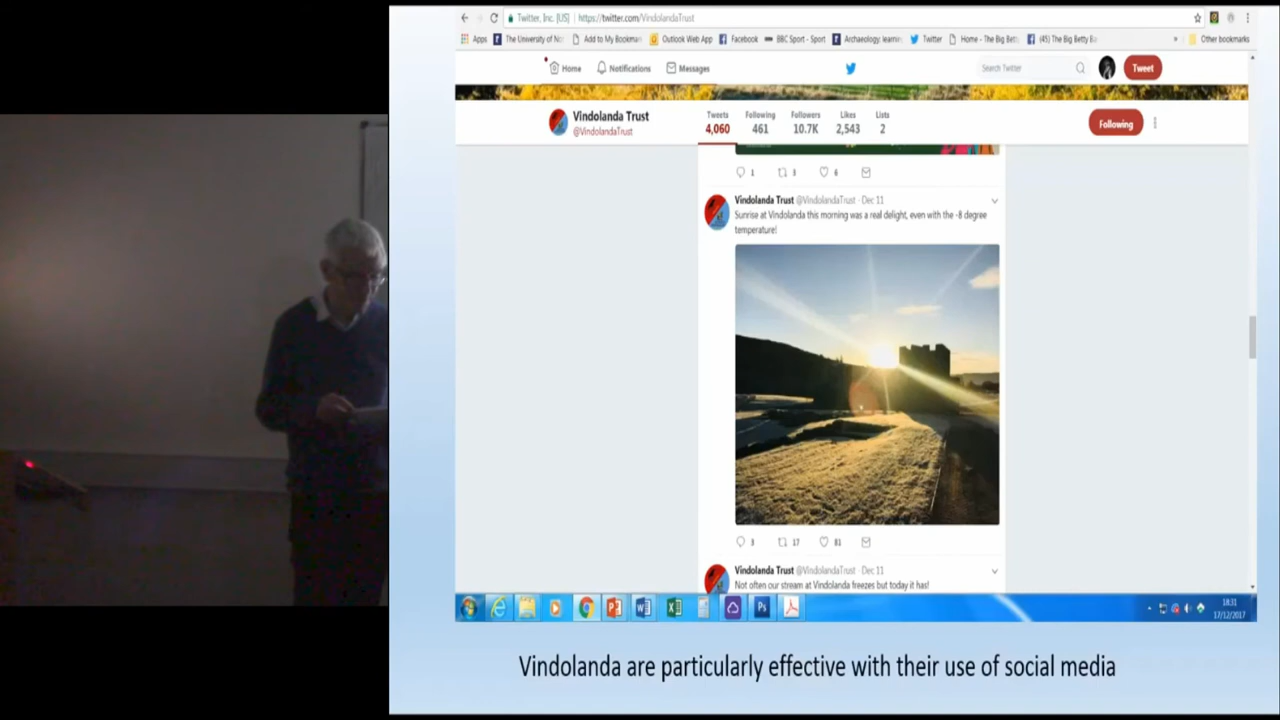 Twitter, Inc. [US] https://twitter.com/VindolandaTrust
Apps The University of No Add to My Bookmar Outlook Web App Facebook BBC Sport - Sport Archaeology: learni Twitter Home - The Big Bett (45) The Big Betty Ba » Other bookmarks
Home Notifications Messages Search Twitter Tweet
Vindolanda Trust
@VindolandaTrust
Tweets Following Followers Likes Lists
4,060 461 10.7K 2,543 2
Following
1 3 6
Vindolanda Trust @VindolandaTrust · Dec 11
Sunrise at Vindolanda this morning was a real delight, even with the -8 degree
temperature!
3 17 81
Vindolanda Trust @VindolandaTrust · Dec 11
Not often our stream at Vindolanda freezes but today it has!
Ps
18:31
17/12/2017
Vindolanda are particularly effective with their use of social media